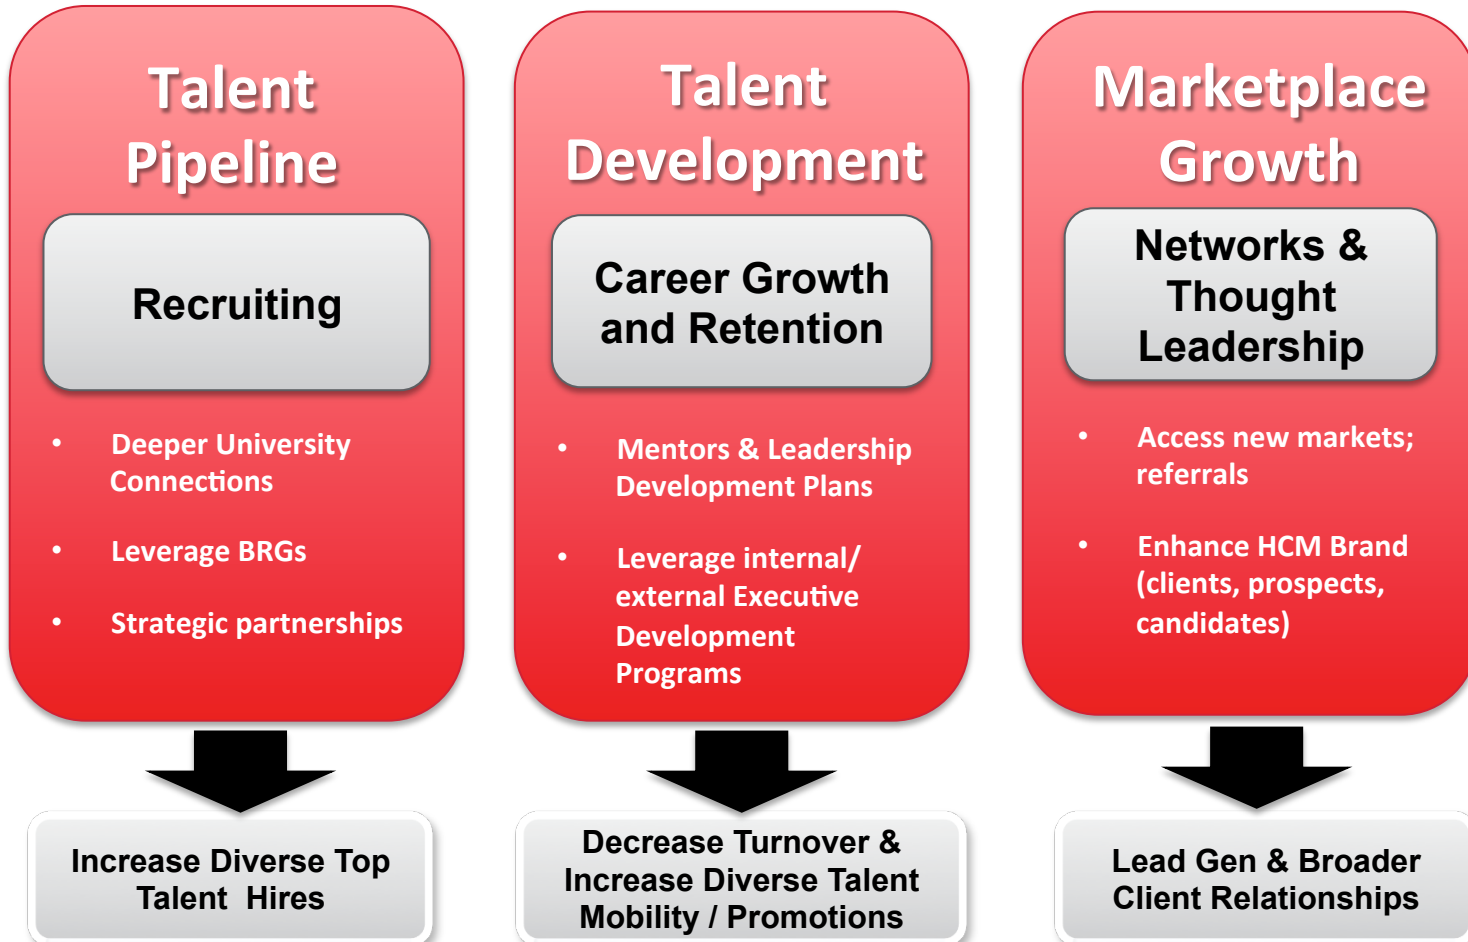 Talent
Pipeline
Recruiting
• Deeper University
Connections
• Leverage BRGs
• Strategic partnerships
Increase Diverse Top
Talent Hires
Talent
Development
Career Growth
and Retention
• Mentors & Leadership
Development Plans
• Leverage internal/
external Executive
Development
Programs
Decrease Turnover &
Increase Diverse Talent
Mobility / Promotions
Marketplace
Growth
Networks &
Thought
Leadership
• Access new markets;
referrals
• Enhance HCM Brand
(clients, prospects,
candidates)
Lead Gen & Broader
Client Relationships